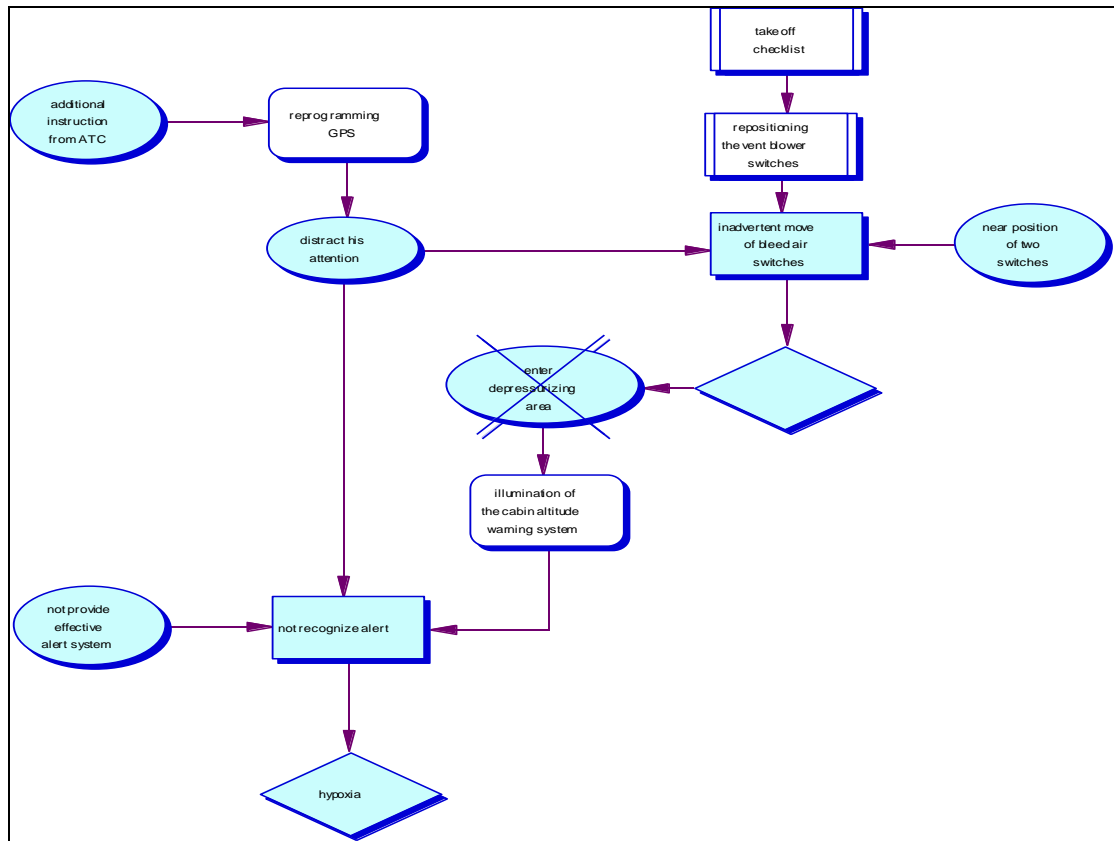 take off
checklist
additional
instruction
from ATC
reprogramming
GPS
repositioning
the vent blower
switches
distract his
attention
inadvertent move
of bleed air
switches
near position
of two
switches
enter
depressurizing
area
illumination of
the cabin altitude
warning system
not provide
effective
alert system
not recognize alert
hypoxia